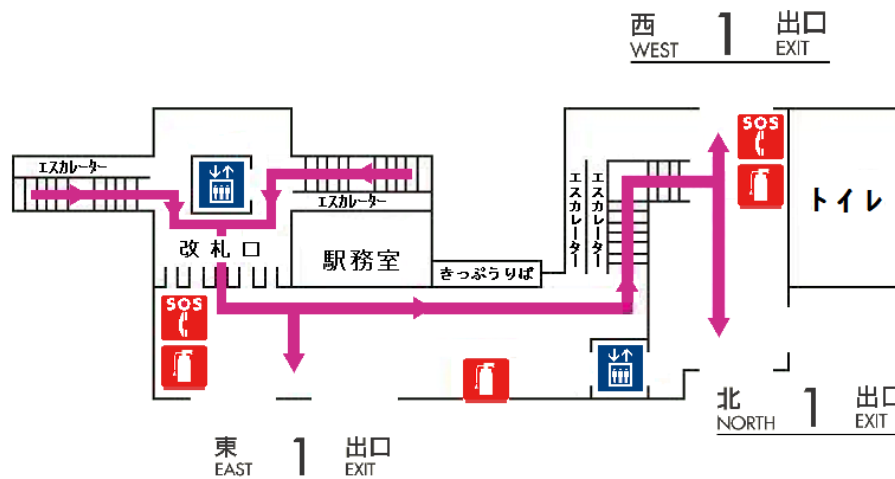 西 1 出口
WEST EXIT
SOS
エスカレーター
エスカレーター
エスカレーター
エスカレーター
トイレ
改札口
駅務室
きっぷうりば
SOS
北 1 出口
NORTH EXIT
東 1 出口
EAST EXIT